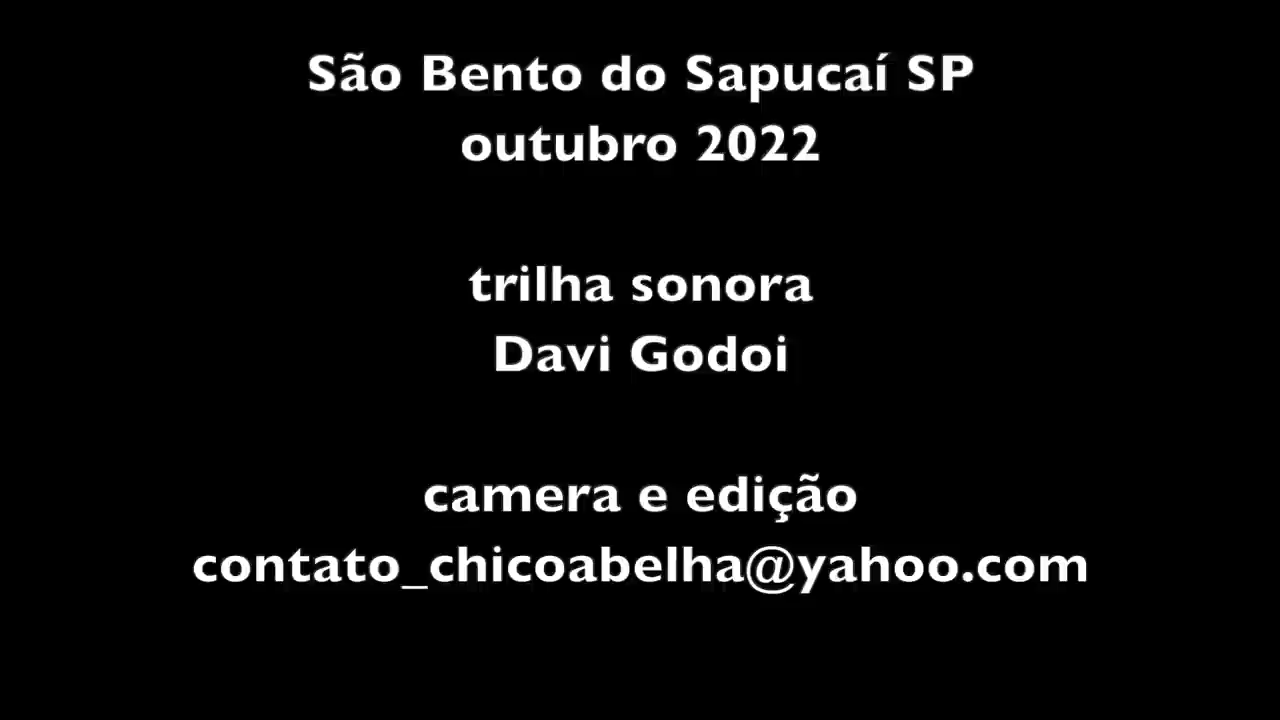 São Bento do Sapucaí SP
outubro 2022
trilha sonora
Davi Godoi
camera e edição
contato_chicoabelha@yahoo.com